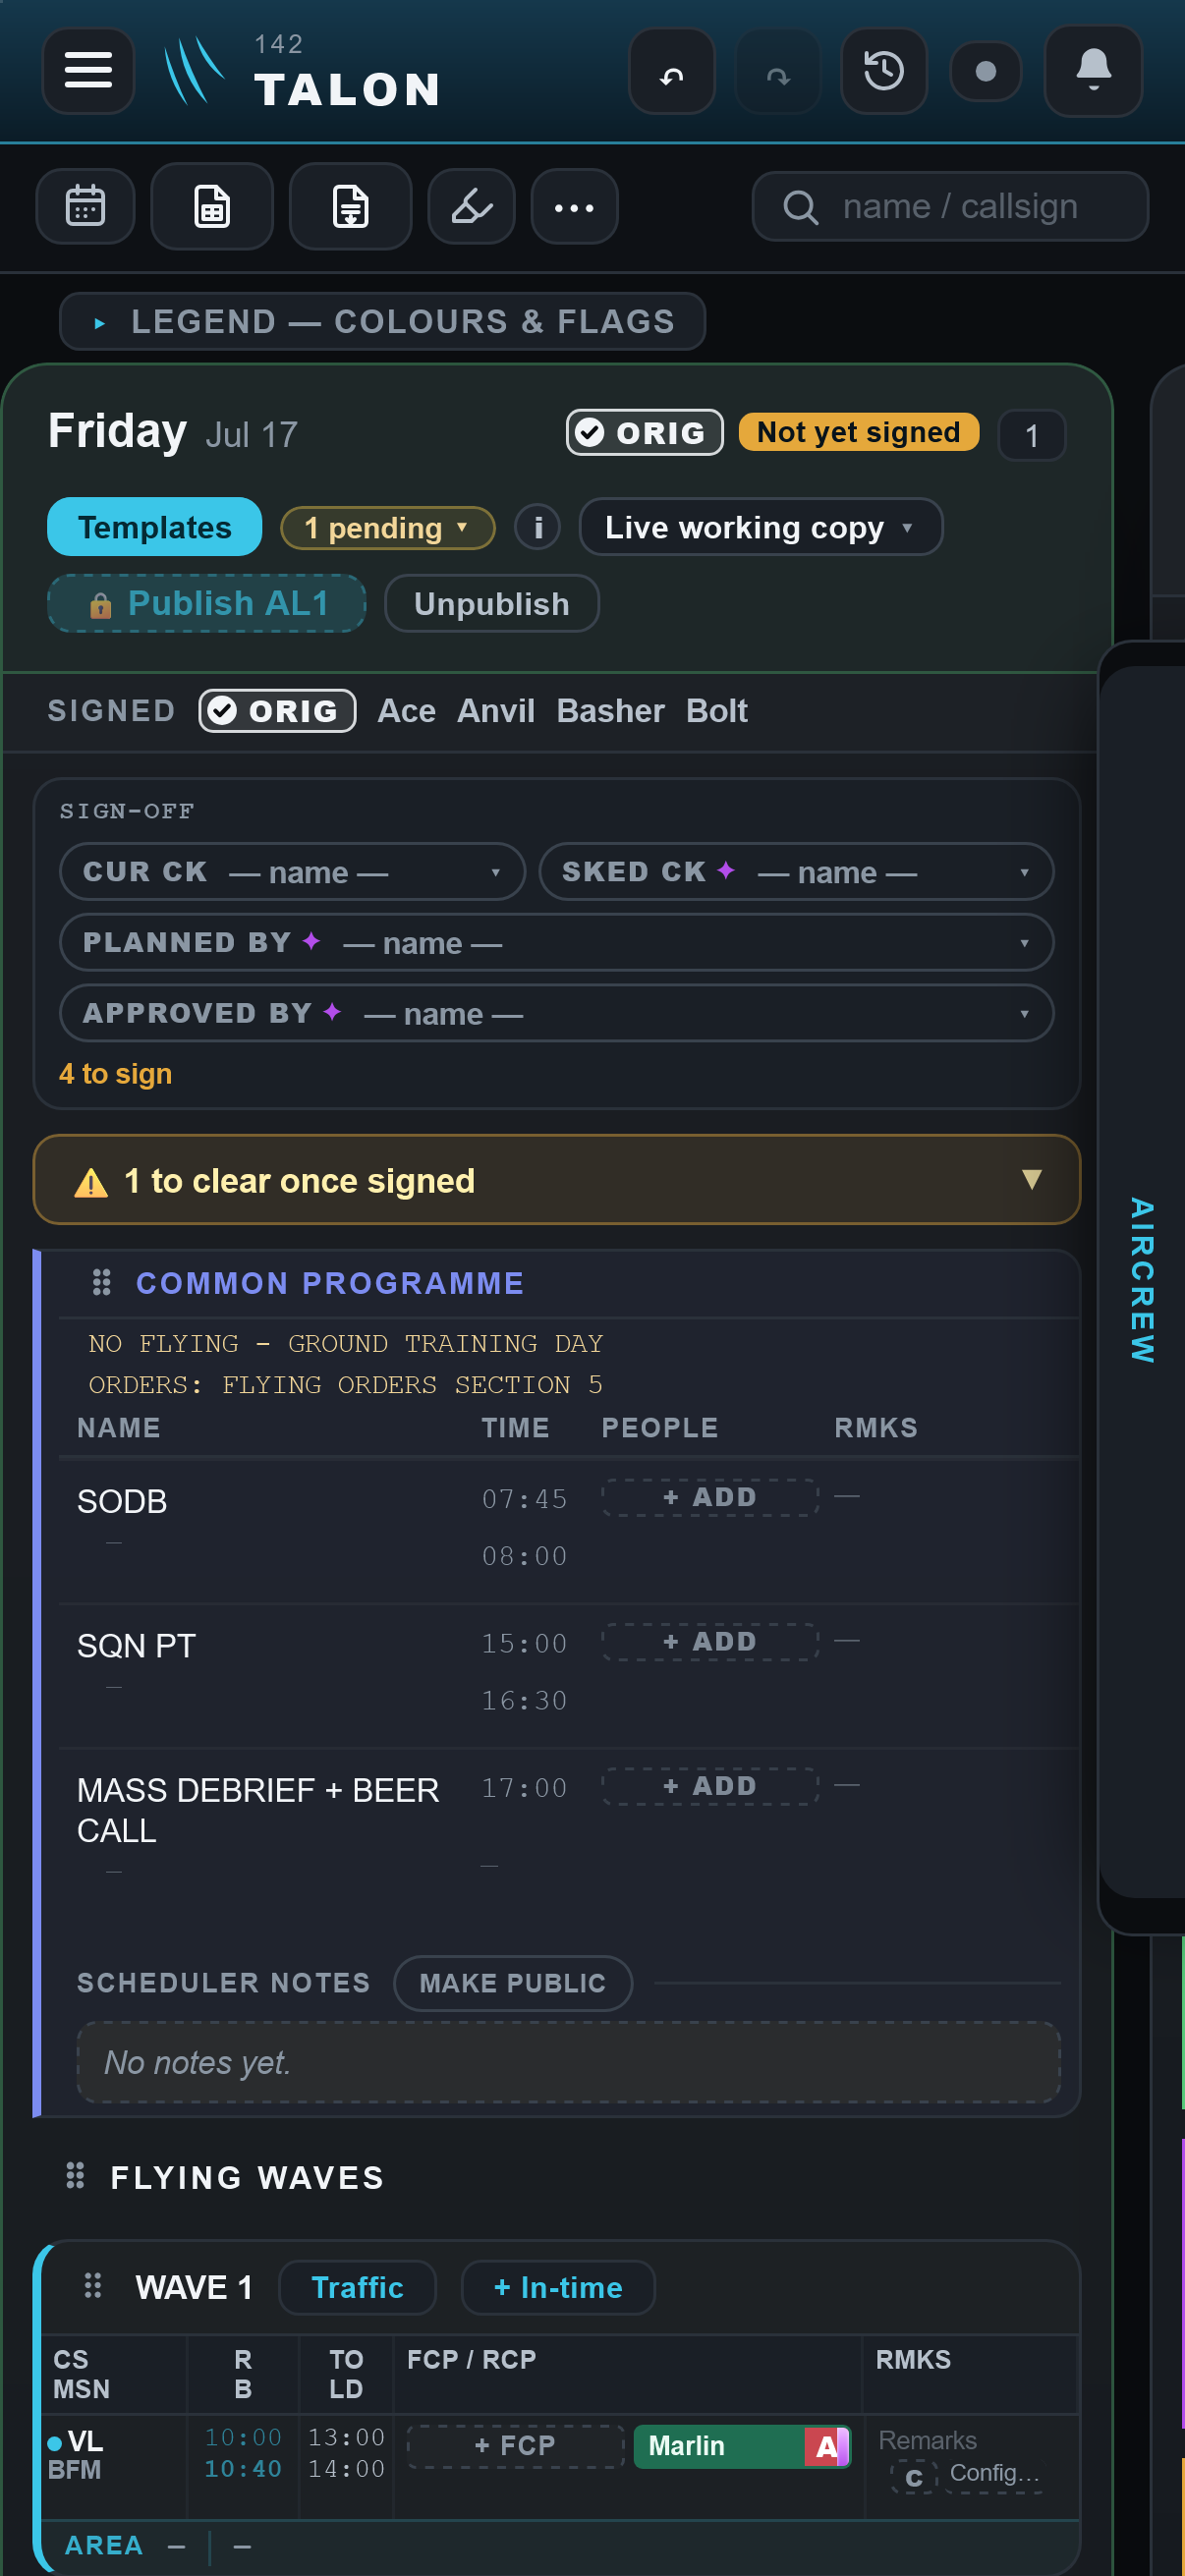 142
TALON
name / callsign
▸ LEGEND — COLOURS & FLAGS
Friday Jul 17 ORIG Not yet signed 1
Templates 1 pending ▾ i Live working copy ▾
Publish AL1 Unpublish
SIGNED ORIG Ace Anvil Basher Bolt
SIGN-OFF
CUR CK — name — ▾ SKED CK ✦ — name — ▾
PLANNED BY ✦ — name — ▾
APPROVED BY ✦ — name — ▾
4 to sign
⚠ 1 to clear once signed ▼
AIRCREW
COMMON PROGRAMME
NO FLYING - GROUND TRAINING DAY
ORDERS: FLYING ORDERS SECTION 5
NAME TIME PEOPLE RMKS
SODB 07:45 + ADD —
— 08:00
SQN PT 15:00 + ADD —
— 16:30
MASS DEBRIEF + BEER 17:00 + ADD —
CALL
— —
SCHEDULER NOTES MAKE PUBLIC
No notes yet.
FLYING WAVES
WAVE 1 Traffic + In-time
CS R TO FCP / RCP RMKS
MSN B LD
VL 10:00 13:00 + FCP Marlin A Remarks
BFM 10:40 14:00 C Config...
AREA — | —